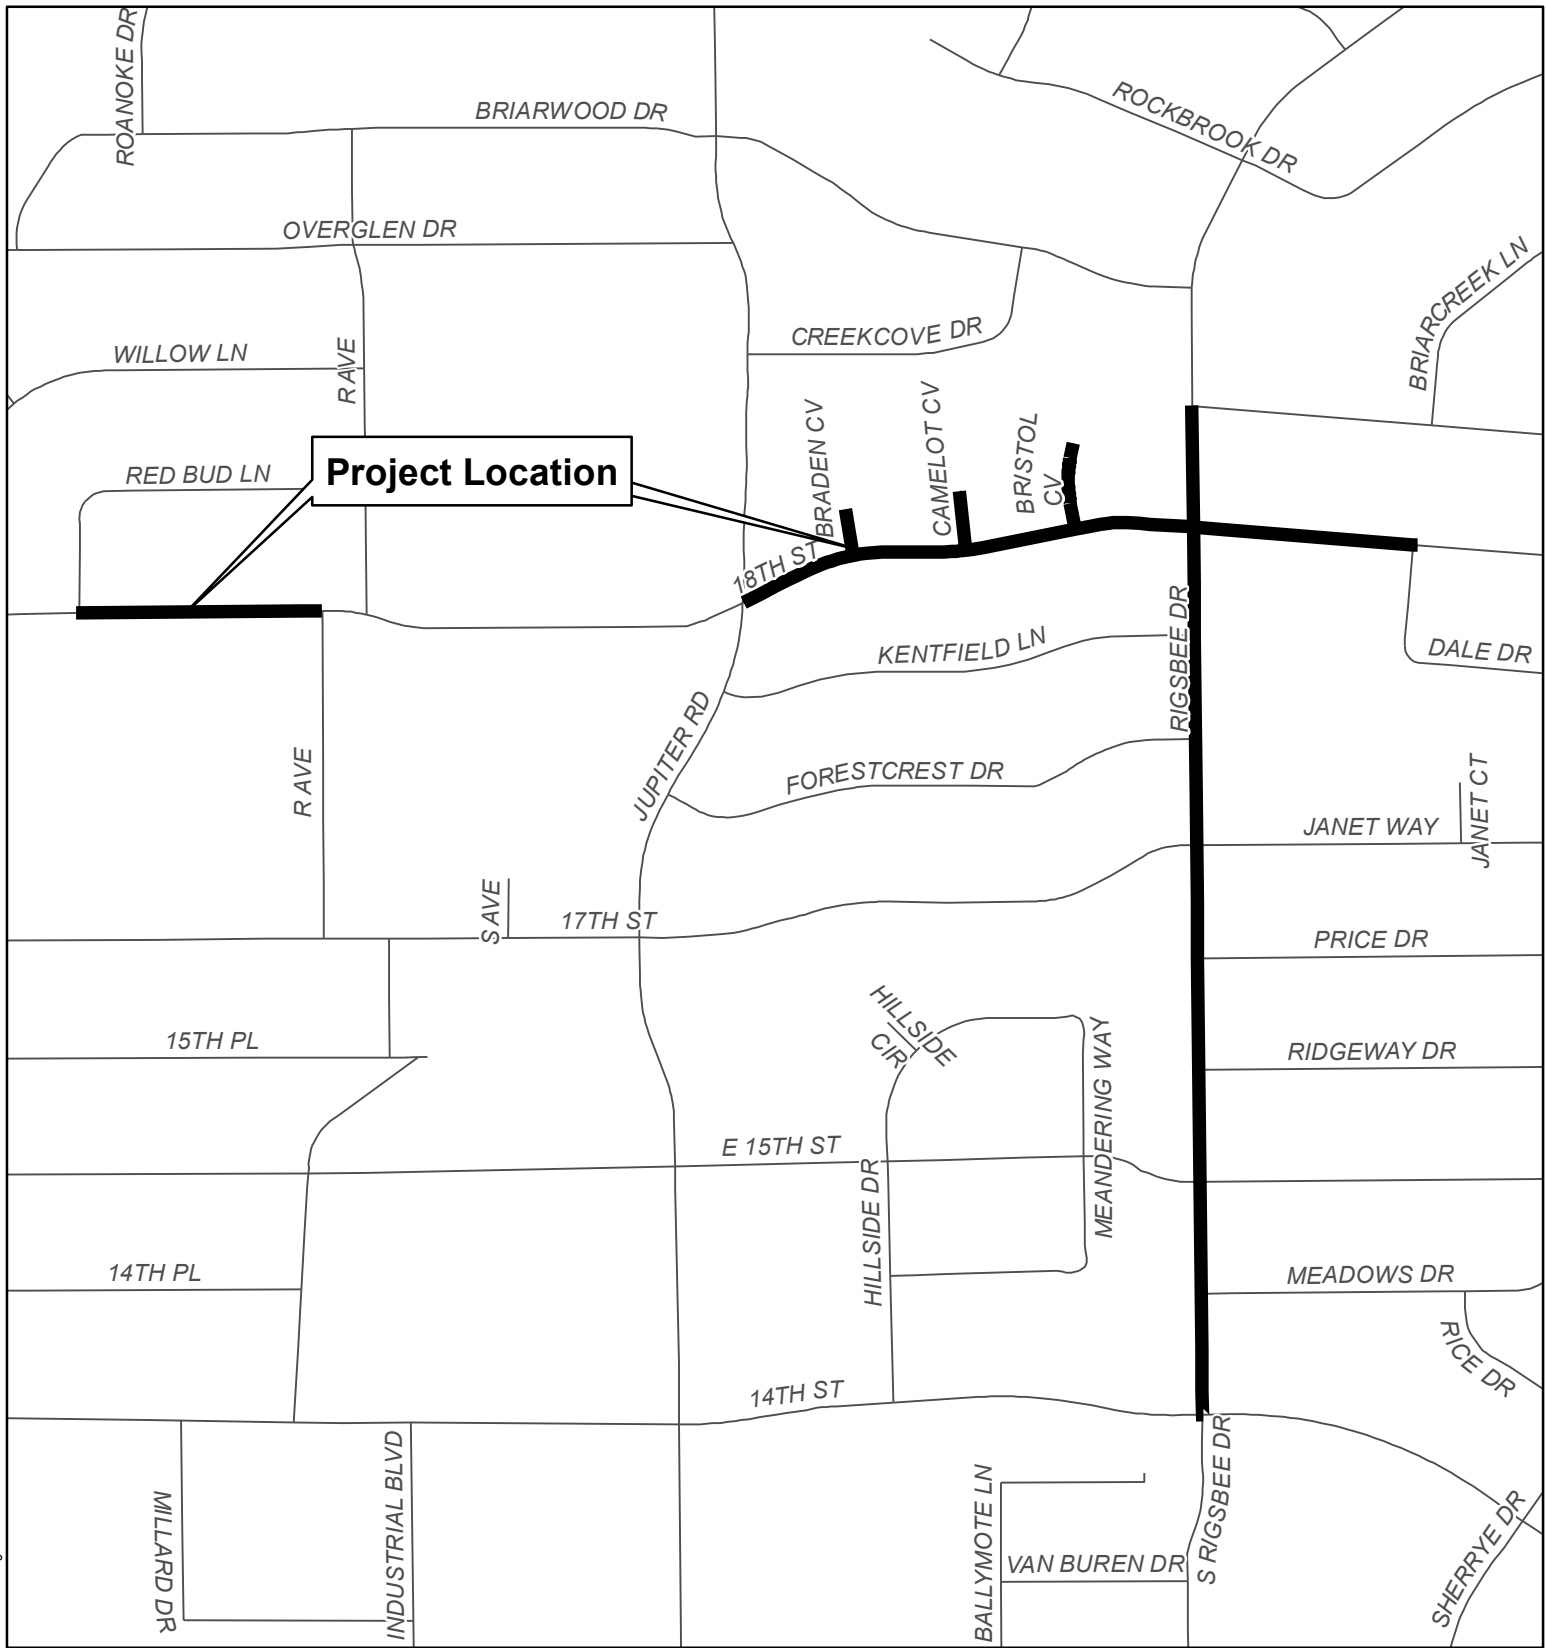 ROANOKE DR
BRIARWOOD DR
ROCKBROOK DR
OVERGLEN DR
BRIARCREEK LN
CREEKCOVE DR
WILLOW LN
R AVE
BRADEN CV
CAMELOT CV
BRISTOL
CV
Project Location
RED BUD LN
18TH ST
RIGSBEE DR
KENTFIELD LN
DALE DR
JUPITER RD
R AVE
FORESTCREST DR
JANET WAY
JANET CT
S AVE
17TH ST
PRICE DR
HILLSIDE
CIR
15TH PL
MEANDERING WAY
RIDGEWAY DR
E 15TH ST
HILLSIDE DR
14TH PL
MEADOWS DR
RICE DR
14TH ST
MILLARD DR
INDUSTRIAL BLVD
BALLYMOTE LN
S RIGSBEE DR
VAN BUREN DR
SHERRYE DR